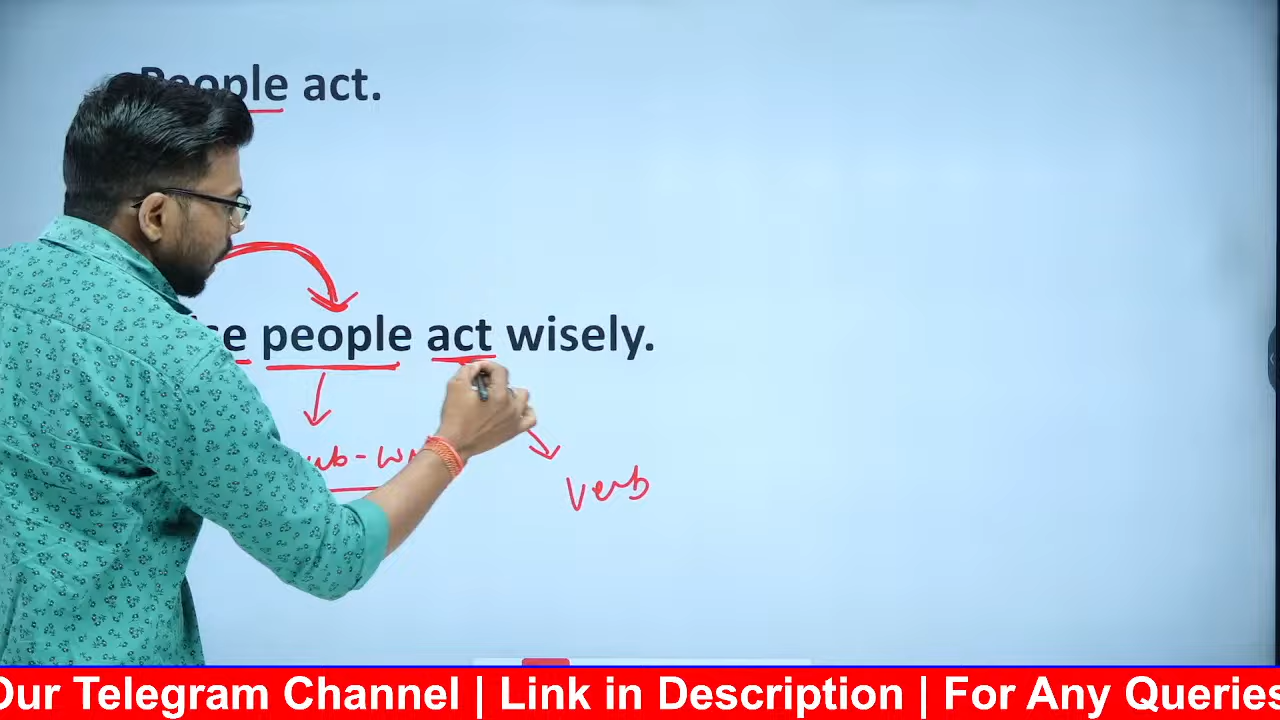 People act.
people act wisely.
Verb
Our Telegram Channel | Link in Description | For Any Queries